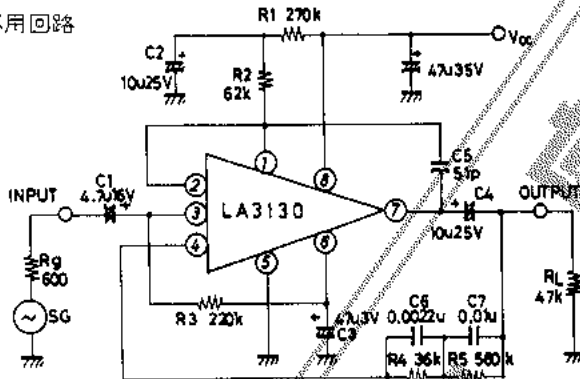 用回路
R1 270k
Vcc
C2
10u25V
R2
62k
47u35V
1
8
C5
51p
2
INPUT
C1
4.7u16V
3
LA3130
7
C4
10u25V
OUTPUT
4
Rg
600
5
6
RL
47k
SG
R3 220k
47u3V
C3
C6
0.0022u
C7
0.01u
R4 36k
R5